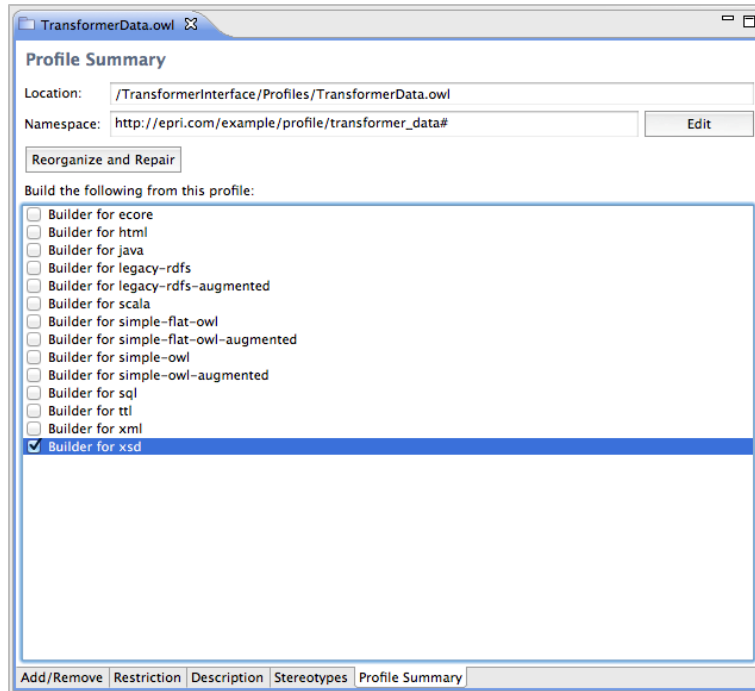 TransformerData.owl
Profile Summary
Location: /TransformerInterface/Profiles/TransformerData.owl
Namespace: http://epri.com/example/profile/transformer_data# Edit
Reorganize and Repair
Build the following from this profile:
Builder for ecore
Builder for html
Builder for java
Builder for legacy-rdfs
Builder for legacy-rdfs-augmented
Builder for scala
Builder for simple-flat-owl
Builder for simple-flat-owl-augmented
Builder for simple-owl
Builder for simple-owl-augmented
Builder for sql
Builder for ttl
Builder for xml
Builder for xsd
Add/Remove Restriction Description Stereotypes Profile Summary